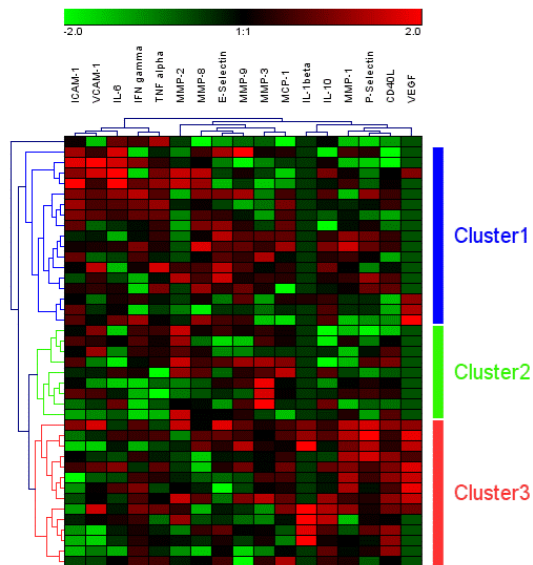 -2.0 1:1 2.0
ICAM-1
VCAM-1
IL-6
IFN gamma
TNF alpha
MMP-2
MMP-8
E-Selectin
MMP-9
MMP-3
MCP-1
IL-1beta
IL-10
MMP-1
P-Selectin
CD40L
VEGF
Cluster1
Cluster2
Cluster3